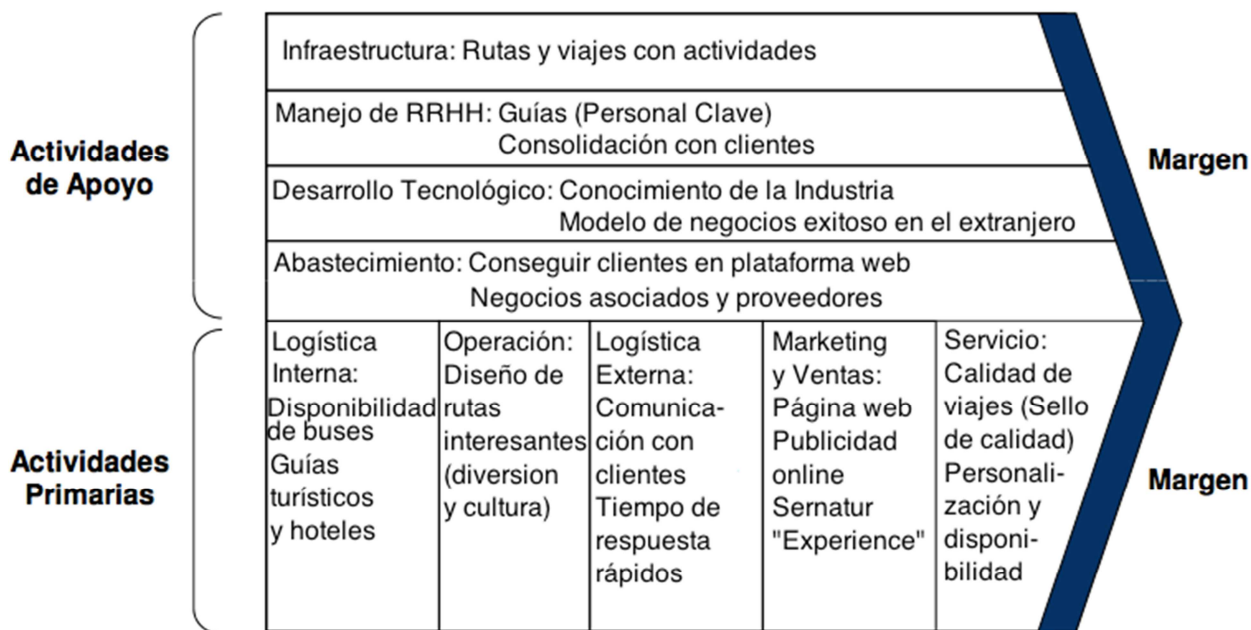 Actividades
de Apoyo
Infraestructura: Rutas y viajes con actividades
Manejo de RRHH: Guías (Personal Clave)
Consolidación con clientes
Desarrollo Tecnológico: Conocimiento de la Industria
Modelo de negocios exitoso en el extranjero
Abastecimiento: Conseguir clientes en plataforma web
Negocios asociados y proveedores
Margen
Actividades
Primarias
Logística
Interna:
Disponibilidad
de buses
Guías
turísticos
y hoteles
Operación:
Diseño de
rutas
interesantes
(diversion
y cultura)
Logística
Externa:
Comunica-
ción con
clientes
Tiempo de
respuesta
rápidos
Marketing
y Ventas:
Página web
Publicidad
online
Sernatur
"Experience"
Servicio:
Calidad de
viajes (Sello
de calidad)
Personali-
zación y
disponi-
bilidad
Margen